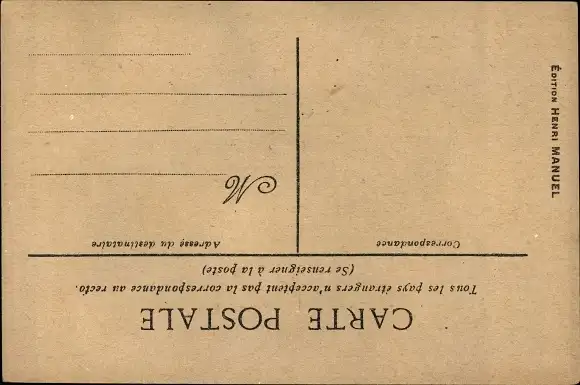 CARTE POSTALE
Tous les pays étrangers n'acceptent pas la correspondance au recto.
(Se renseigner à la poste)
Correspondance
Adresse du destinataire
M
ÉDITION HENRI MANUEL